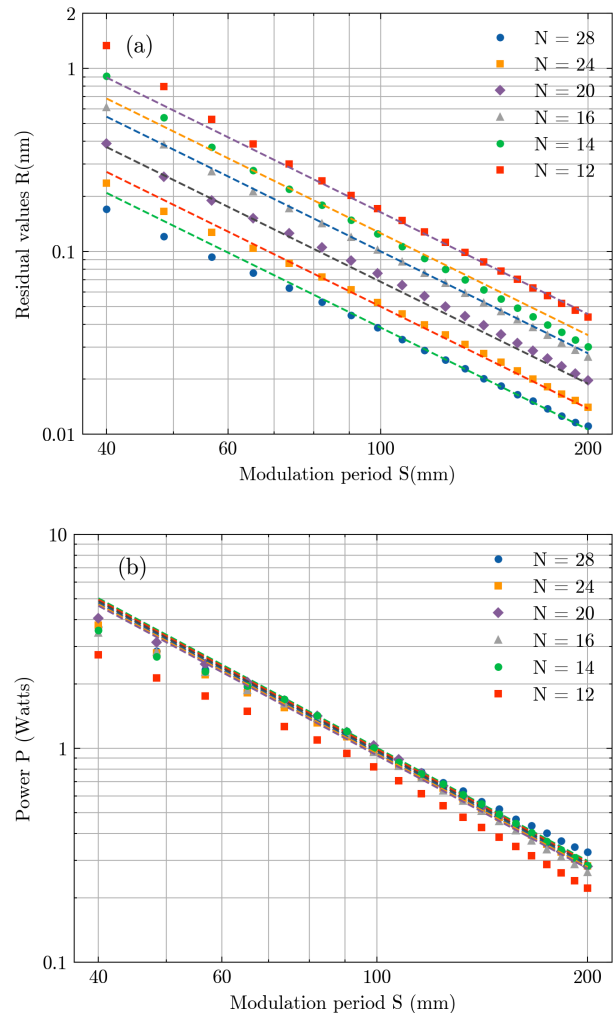 2
1
0.1
0.01
(a)
N = 28
N = 24
N = 20
N = 16
N = 14
N = 12
Residual values R(nm)
40
60
100
200
Modulation period S(mm)
10
1
0.1
(b)
N = 28
N = 24
N = 20
N = 16
N = 14
N = 12
Power P (Watts)
40
60
100
200
Modulation period S (mm)